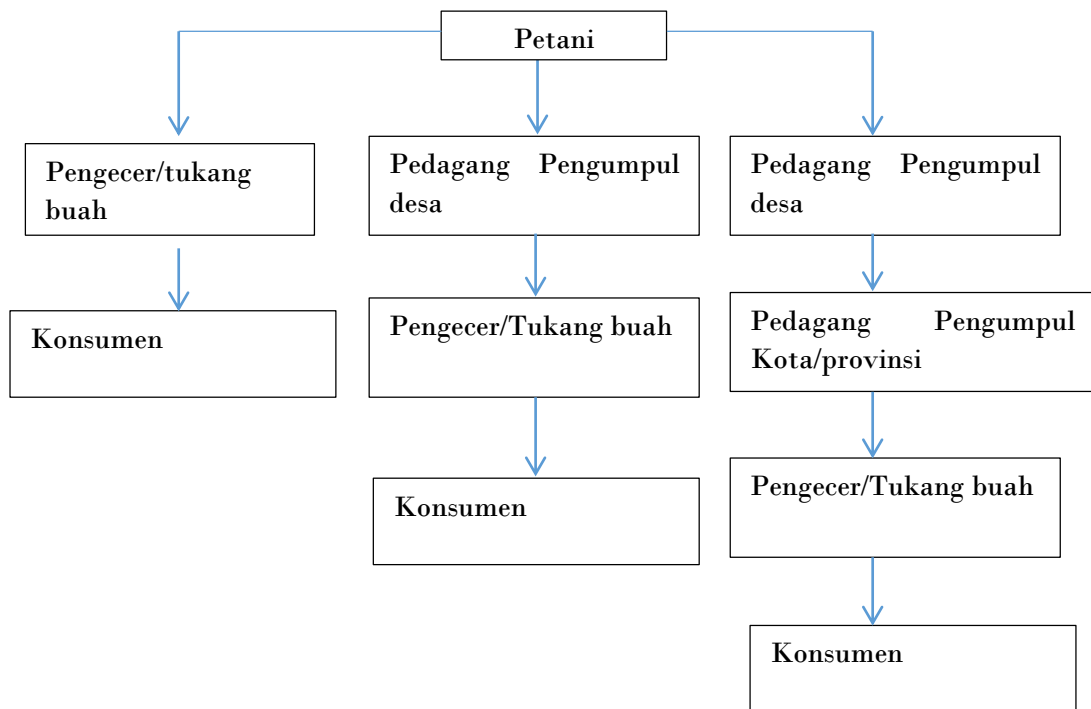 Petani
Pengecer/tukang
buah
Pedagang Pengumpul
desa
Pedagang Pengumpul
desa
Konsumen
Pengecer/Tukang buah
Pedagang Pengumpul
Kota/provinsi
Konsumen
Pengecer/Tukang buah
Konsumen